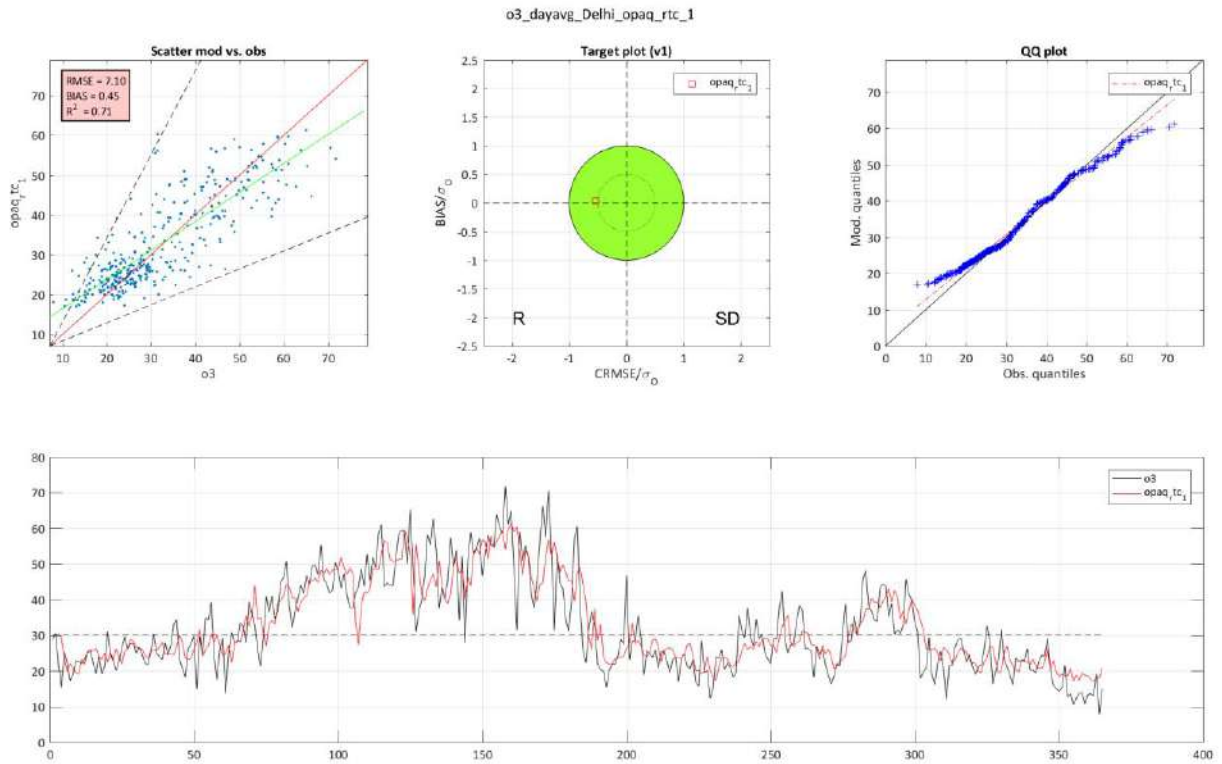 o3_dayavg_Delhi_opaq_rtc_1
Scatter mod vs. obs
RMSE = 7.10
BIAS = 0.45
R² = 0.71
70
60
50
40
30
20
10
10 20 30 40 50 60 70
o3
opaq_rtc_1
Target plot (v1)
opaq_rtc_1
2.5
2
1.5
1
0.5
0
-0.5
-1
-1.5
-2
-2.5
R SD
-2 -1 0 1 2
CRMSE/σ_O
BIAS/σ_O
QQ plot
opaq_rtc_1
70
60
50
40
30
20
10
0
0 10 20 30 40 50 60 70
Obs. quantiles
Mod. quantiles
80
70
60
50
40
30
20
10
0
o3
opaq_rtc_1
0 50 100 150 200 250 300 350 400